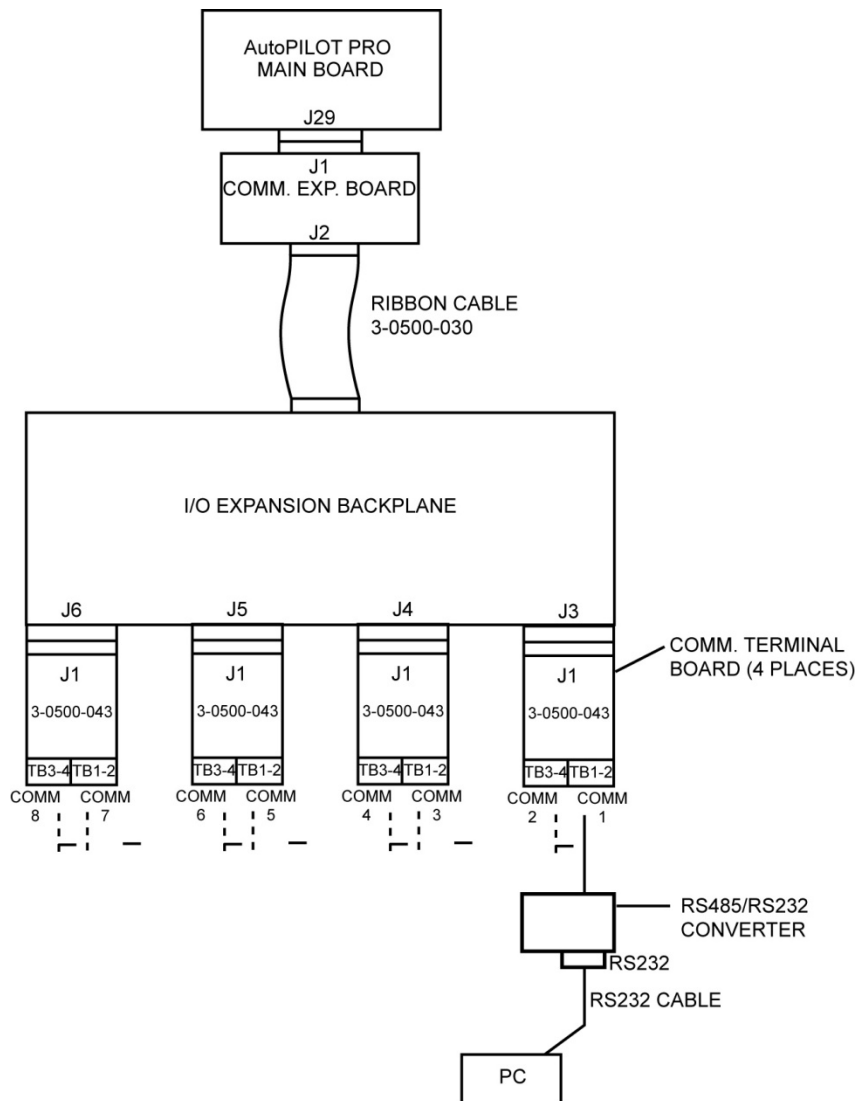 AutoPILOT PRO
MAIN BOARD
J29
J1
COMM. EXP. BOARD
J2
RIBBON CABLE
3-0500-030
I/O EXPANSION BACKPLANE
J6 J5 J4 J3
COMM. TERMINAL
BOARD (4 PLACES)
J1 J1 J1 J1
3-0500-043 3-0500-043 3-0500-043 3-0500-043
TB3-4 TB1-2 TB3-4 TB1-2 TB3-4 TB1-2 TB3-4 TB1-2
COMM COMM COMM COMM COMM COMM COMM COMM
8 7 6 5 4 3 2 1
RS485/RS232
CONVERTER
RS232
RS232 CABLE
PC